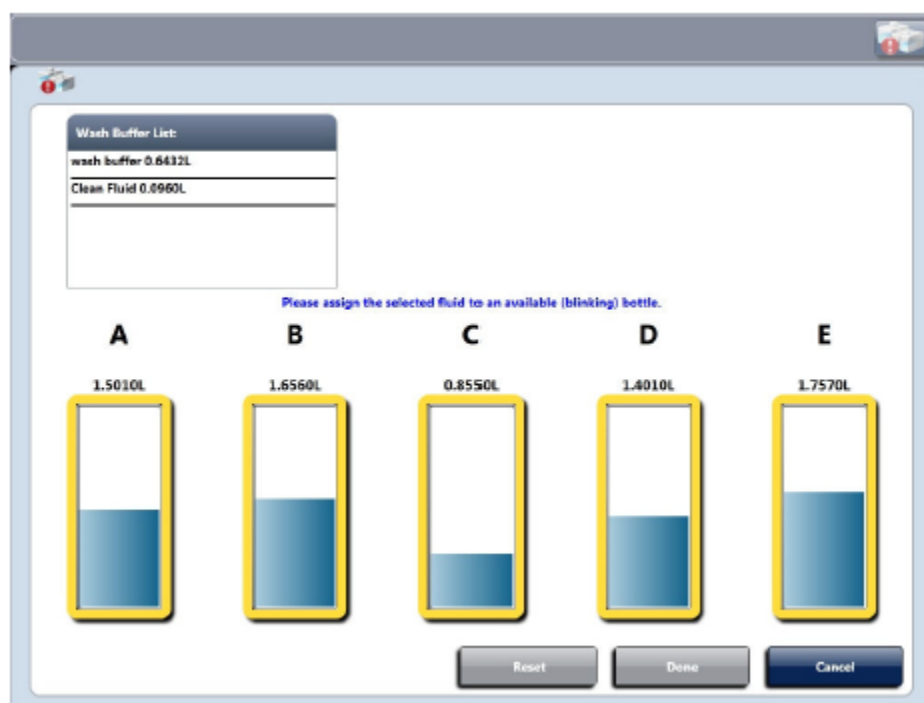 Wash Buffer List:
wash buffer 0.6432L
Clean Fluid 0.0960L
Please assign the selected fluid to an available (blinking) bottle.
A B C D E
1.5010L 1.6560L 0.8550L 1.4010L 1.7570L
Reset Done Cancel